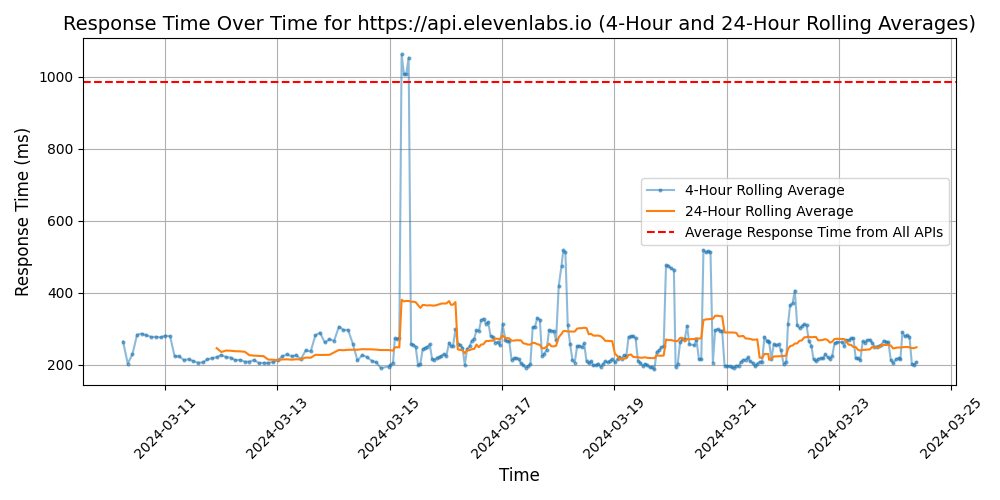 Response Time Over Time for https://api.elevenlabs.io (4-Hour and 24-Hour Rolling Averages)
Response Time (ms)
1000
800
600
400
200
4-Hour Rolling Average
24-Hour Rolling Average
Average Response Time from All APIs
2024-03-11
2024-03-13
2024-03-15
2024-03-17
2024-03-19
2024-03-21
2024-03-23
2024-03-25
Time